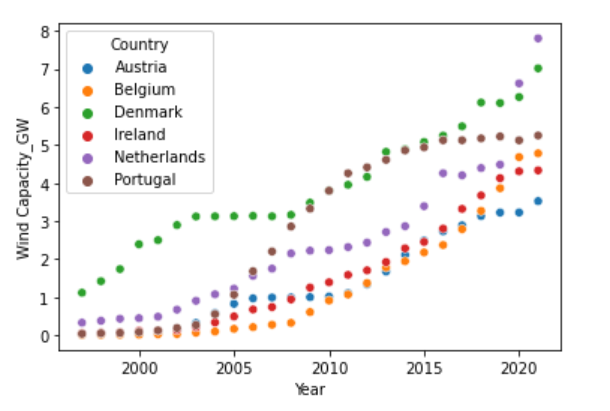 8
7
6
5
4
3
2
1
0
Wind Capacity_GW
Country
Austria
Belgium
Denmark
Ireland
Netherlands
Portugal
2000
2005
2010
2015
2020
Year